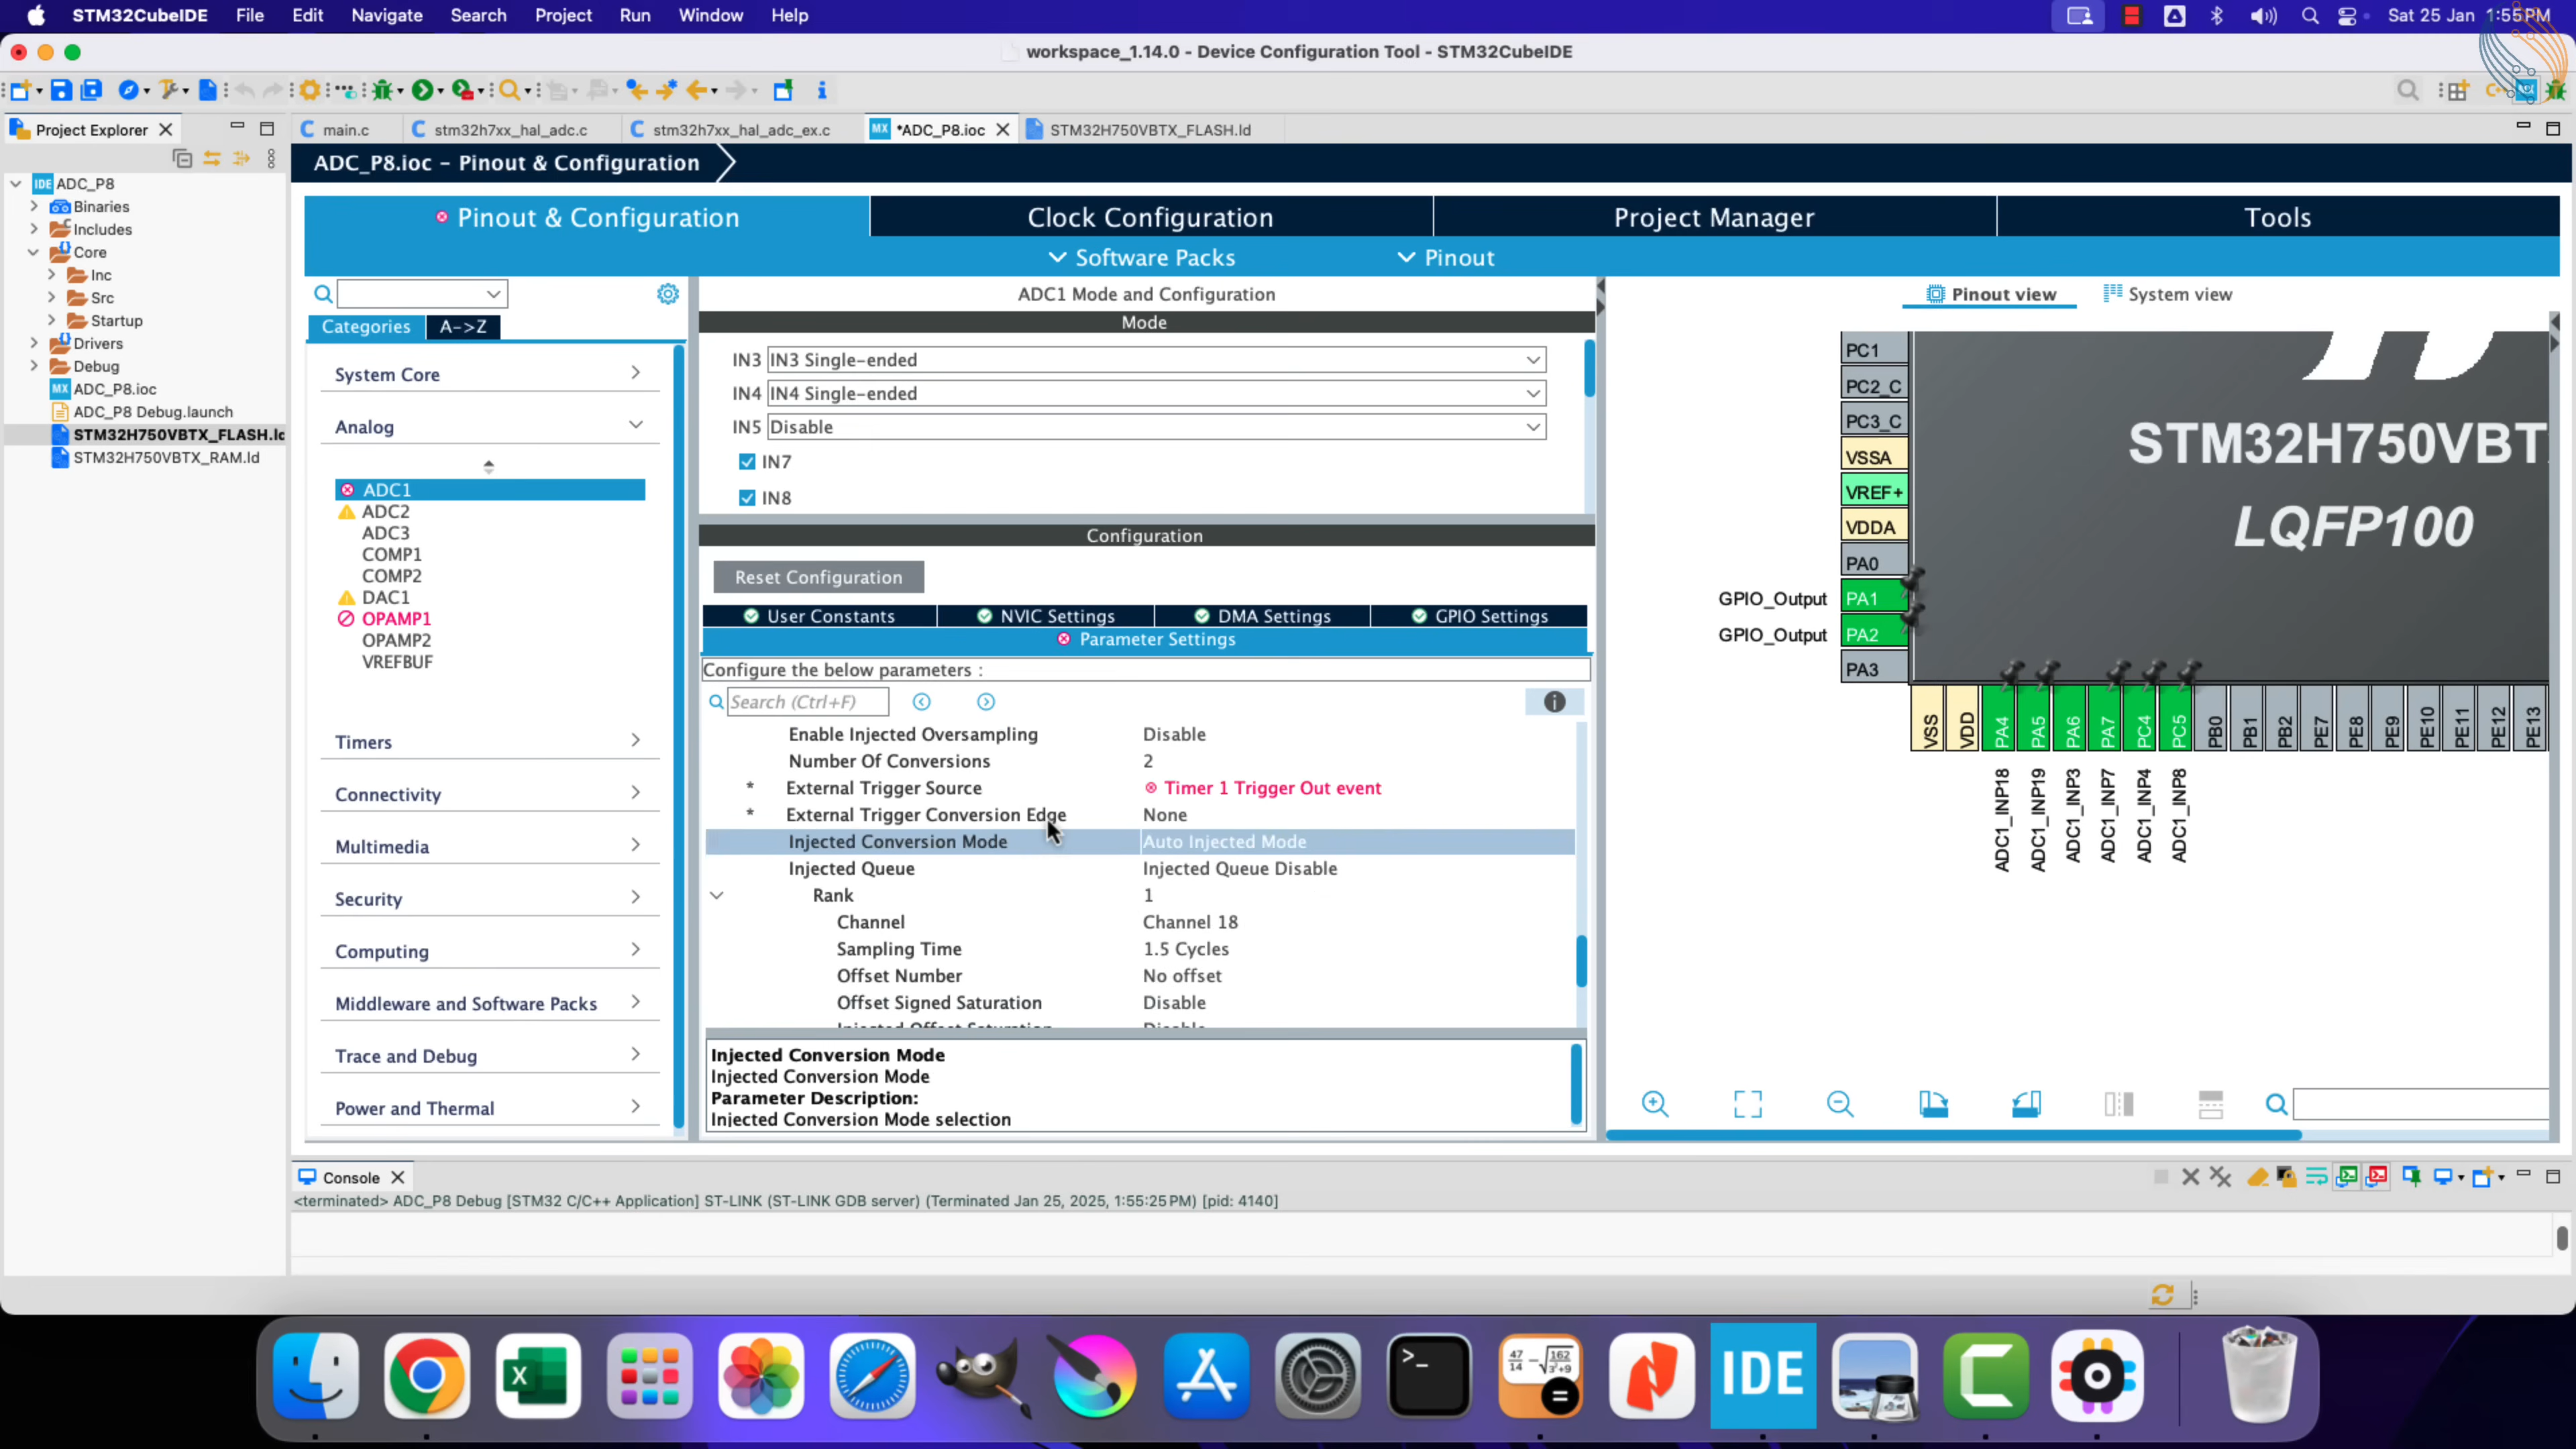 STM32CubeIDE File Edit Navigate Search Project Run Window Help Sat 25 Jan 1:55PM
workspace_1.14.0 - Device Configuration Tool - STM32CubeIDE
Project Explorer
main.c stm32h7xx_hal_adc.c stm32h7xx_hal_adc_ex.c MX *ADC_P8.ioc STM32H750VBTX_FLASH.ld
ADC_P8.ioc - Pinout & Configuration
IDE ADC_P8
Binaries
Includes
Core
Inc
Src
Startup
Drivers
Debug
MX ADC_P8.ioc
ADC_P8 Debug.launch
STM32H750VBTX_FLASH.ld
STM32H750VBTX_RAM.ld
Pinout & Configuration Clock Configuration Project Manager Tools
Software Packs Pinout
Categories A->Z
System Core
Analog
ADC1
ADC2
ADC3
COMP1
COMP2
DAC1
OPAMP1
OPAMP2
VREFBUF
Timers
Connectivity
Multimedia
Security
Computing
Middleware and Software Packs
Trace and Debug
Power and Thermal
ADC1 Mode and Configuration
Mode
IN3 IN3 Single-ended
IN4 IN4 Single-ended
IN5 Disable
IN7
IN8
Configuration
Reset Configuration
User Constants NVIC Settings DMA Settings GPIO Settings
Parameter Settings
Configure the below parameters :
Search (Ctrl+F)
Enable Injected Oversampling Disable
Number Of Conversions 2
* External Trigger Source Timer 1 Trigger Out event
* External Trigger Conversion Edge None
Injected Conversion Mode Auto Injected Mode
Injected Queue Injected Queue Disable
Rank 1
Channel Channel 18
Sampling Time 1.5 Cycles
Offset Number No offset
Offset Signed Saturation Disable
Injected Offset Saturation Disable
Injected Conversion Mode
Injected Conversion Mode
Parameter Description:
Injected Conversion Mode selection
Pinout view System view
PC1
PC2_C
PC3_C
VSSA
VREF+
VDDA
PA0
GPIO_Output PA1
GPIO_Output PA2
PA3
STM32H750VBT
LQFP100
VSS VDD PA4 PA5 PA6 PA7 PC4 PC5 PB0 PB1 PB2 PE7 PE8 PE9 PE10 PE11 PE12 PE13
ADC1_INP18 ADC1_INP19 ADC1_INP3 ADC1_INP7 ADC1_INP4 ADC1_INP8
Console
<terminated> ADC_P8 Debug [STM32 C/C++ Application] ST-LINK (ST-LINK GDB server) (Terminated Jan 25, 2025, 1:55:25 PM) [pid: 4140]
IDE